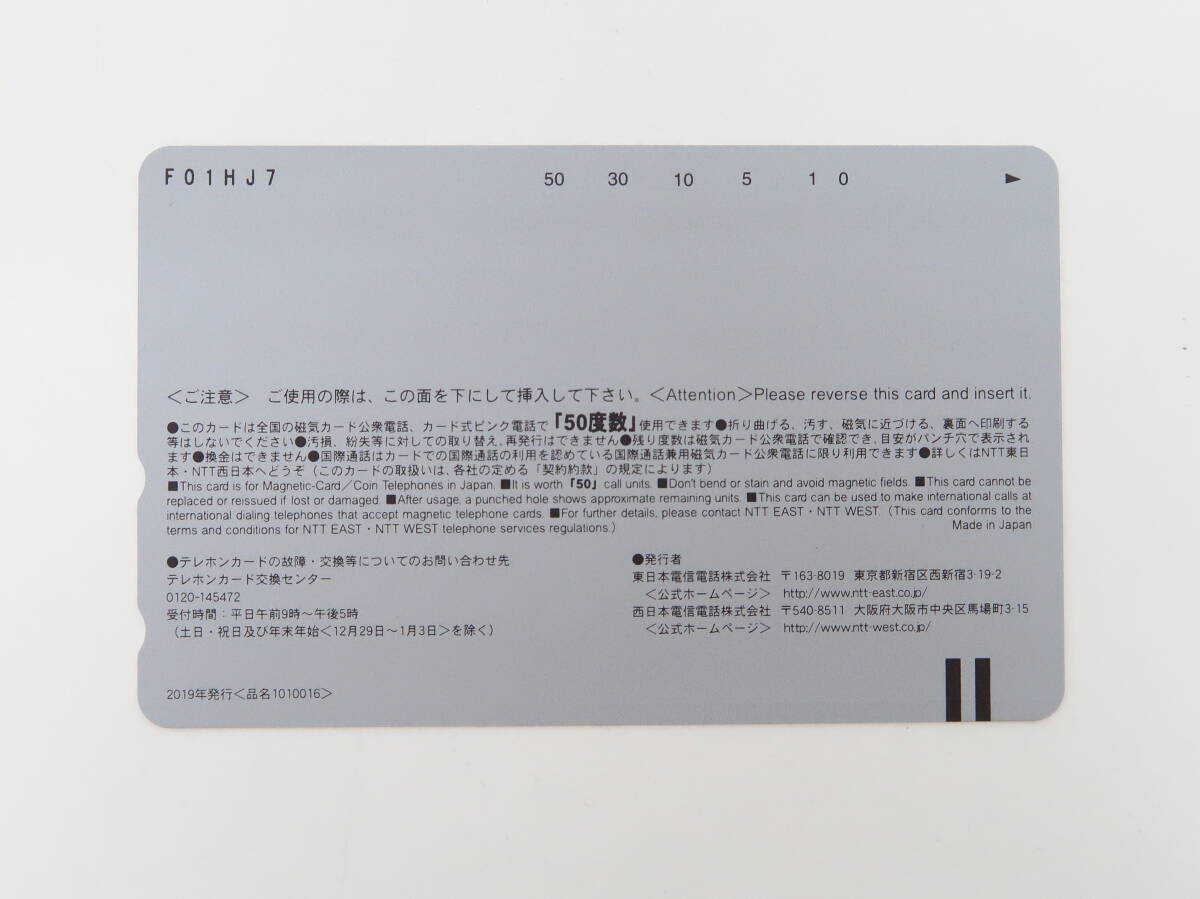 F01HJ7 50 30 10 5 1 0 ▶
＜ご注意＞ ご使用の際は、この面を下にして挿入して下さい。＜Attention＞Please reverse this card and insert it.
●このカードは全国の磁気カード公衆電話、カード式ピンク電話で「50度数」使用できます●折り曲げる、汚す、磁気に近づける、裏面へ印刷する
等はしないでください●汚損、紛失等に対しての取り替え、再発行はできません●残り度数は磁気カード公衆電話で確認でき、目安がパンチ穴で表示され
ます●換金はできません●国際通話はカードでの国際通話の利用を認めている国際通話兼用磁気カード公衆電話に限り利用できます●詳しくはNTT東日
本・NTT西日本へどうぞ（このカードの取扱いは、各社の定める「契約約款」の規定によります）
■This card is for Magnetic-Card／Coin Telephones in Japan. ■It is worth「50」call units. ■Don't bend or stain and avoid magnetic fields. ■This card cannot be
replaced or reissued if lost or damaged. ■After usage, a punched hole shows approximate remaining units. ■This card can be used to make international calls at
international dialing telephones that accept magnetic telephone cards. ■For further details, please contact NTT EAST・NTT WEST. (This card conforms to the
terms and conditions for NTT EAST・NTT WEST telephone services regulations.) Made in Japan
●テレホンカードの故障・交換等についてのお問い合わせ先
テレホンカード交換センター
0120-145472
受付時間：平日午前9時～午後5時
（土日・祝日及び年末年始＜12月29日～1月3日＞を除く）
●発行者
東日本電信電話株式会社 〒163-8019 東京都新宿区西新宿3-19-2
＜公式ホームページ＞ http://www.ntt-east.co.jp/
西日本電信電話株式会社 〒540-8511 大阪府大阪市中央区馬場町3-15
＜公式ホームページ＞ http://www.ntt-west.co.jp/
2019年発行＜品名1010016＞